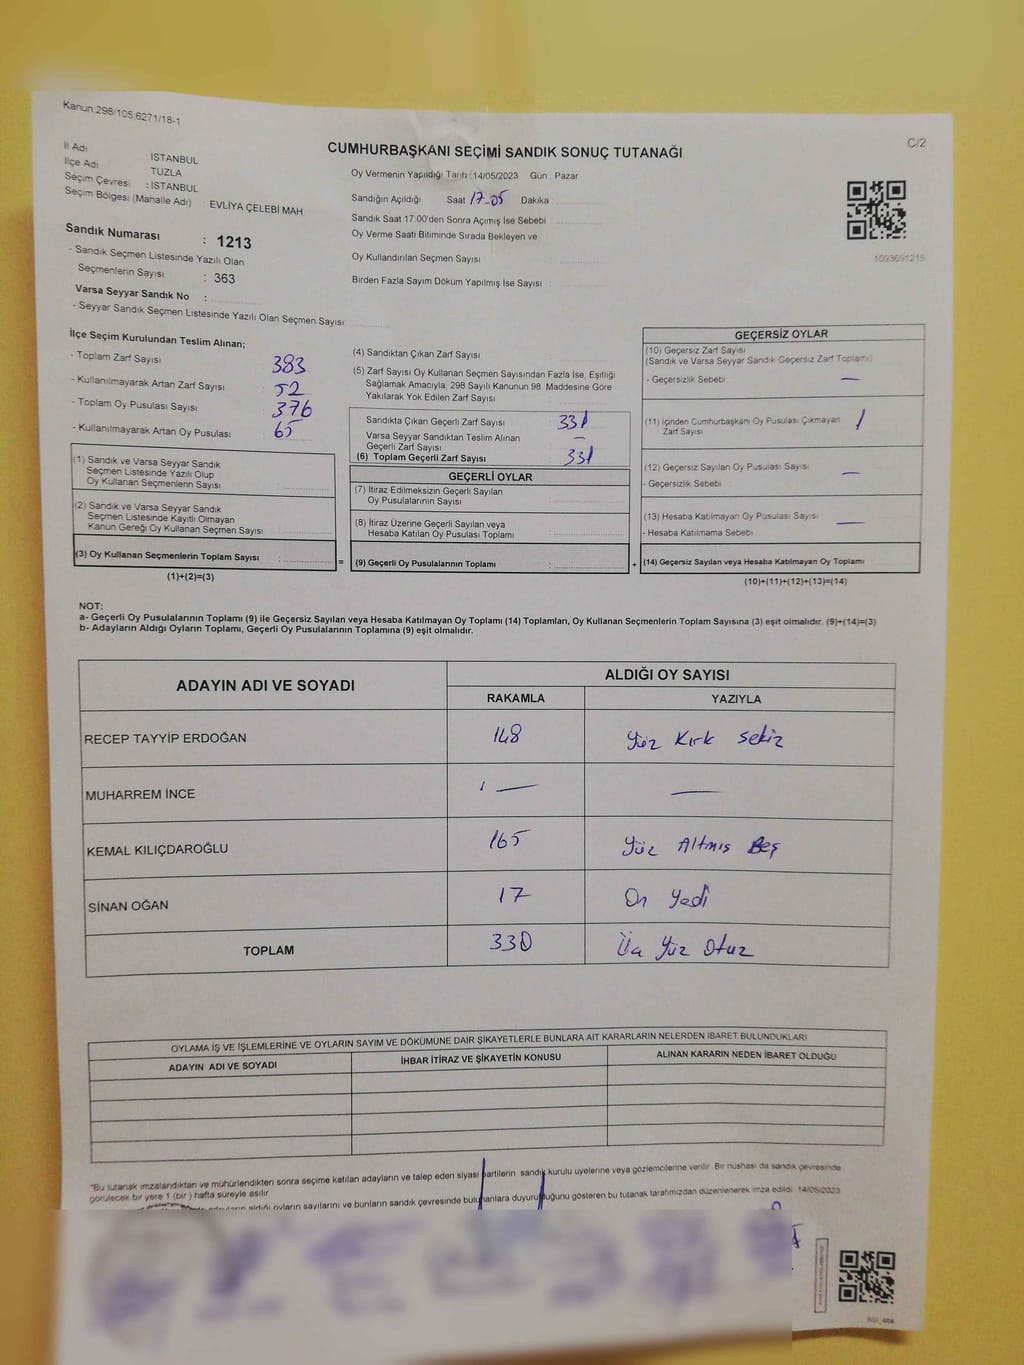 Kanun:298/105,6271/18-1
C/2
CUMHURBAŞKANI SEÇİMİ SANDIK SONUÇ TUTANAĞI
İl Adı : İSTANBUL
İlçe Adı TUZLA
Seçim Çevresi : İSTANBUL
Seçim Bölgesi (Mahalle Adı) : EVLİYA ÇELEBİ MAH
Sandık Numarası : 1213
- Sandık Seçmen Listesinde Yazılı Olan
Seçmenlerin Sayısı : 363
Varsa Seyyar Sandık No :
- Seyyar Sandık Seçmen Listesinde Yazılı Olan Seçmen Sayısı
Oy Vermenin Yapıldığı Tarih :14/05/2023 Gün Pazar
Sandığın Açıldığı Saat 17.05 Dakika
Sandık Saat 17:00'den Sonra Açımış İse Sebebi
Oy Verme Saati Bitiminde Sırada Bekleyen ve
Oy Kullandırılan Seçmen Sayısı
Birden Fazla Sayım Döküm Yapılmış İse Sayısı
1093691215
İlçe Seçim Kurulundan Teslim Alınan;
- Toplam Zarf Sayısı 383
- Kullanılmayarak Artan Zarf Sayısı 52
- Toplam Oy Pusulası Sayısı 376
- Kullanılmayarak Artan Oy Pusulası 65
(1) Sandık ve Varsa Seyyar Sandık
Seçmen Listesinde Yazılı Olup
Oy Kullanan Seçmenlerin Sayısı
(2) Sandık ve Varsa Seyyar Sandık
Seçmen Listesinde Kayıtlı Olmayan
Kanun Gereği Oy Kullanan Seçmen Sayısı
(3) Oy Kullanan Seçmenlerin Toplam Sayısı :
(1)+(2)=(3)
(4) Sandıktan Çıkan Zarf Sayısı
(5) Zarf Sayısı Oy Kullanan Seçmen Sayısından Fazla İse, Eşitliği
Sağlamak Amacıyla, 298 Sayılı Kanunun 98. Maddesine Göre
Yakılarak Yok Edilen Zarf Sayısı
Sandıkta Çıkan Geçerli Zarf Sayısı 331
Varsa Seyyar Sandıktan Teslim Alınan
Geçerli Zarf Sayısı —
(6) Toplam Geçerli Zarf Sayısı 331
GEÇERLİ OYLAR
(7) İtiraz Edilmeksizin Geçerli Sayılan
Oy Pusulalarının Sayısı
(8) İtiraz Üzerine Geçerli Sayılan veya
Hesaba Katılan Oy Pusulası Toplamı
= (9) Geçerli Oy Pusulalarının Toplamı :
GEÇERSİZ OYLAR
(10) Geçersiz Zarf Sayısı
(Sandık ve Varsa Seyyar Sandık Geçersiz Zarf Toplamı)
- Geçersizlik Sebebi —
(11) İçinden Cumhurbaşkanı Oy Pusulası Çıkmayan 1
Zarf Sayısı
(12) Geçersiz Sayılan Oy Pusulası Sayısı —
- Geçersizlik Sebebi
(13) Hesaba Katılmayan Oy Pusulası Sayısı —
- Hesaba Katılmama Sebebi
+ (14) Geçersiz Sayılan veya Hesaba Katılmayan Oy Toplamı
(10)+(11)+(12)+(13)=(14)
NOT:
a- Geçerli Oy Pusulalarının Toplamı (9) ile Geçersiz Sayılan veya Hesaba Katılmayan Oy Toplamı (14) Toplamları, Oy Kullanan Seçmenlerin Toplam Sayısına (3) eşit olmalıdır. (9)+(14)=(3)
b- Adayların Aldığı Oyların Toplamı, Geçerli Oy Pusulalarının Toplamına (9) eşit olmalıdır.
ADAYIN ADI VE SOYADI ALDIĞI OY SAYISI
RAKAMLA YAZIYLA
RECEP TAYYİP ERDOĞAN 148 Yüz Kırk Sekiz
MUHARREM İNCE — —
KEMAL KILIÇDAROĞLU 165 Yüz Altmış Beş
SİNAN OĞAN 17 On Yedi
TOPLAM 330 Üç Yüz Otuz
OYLAMA İŞ VE İŞLEMLERİNE VE OYLARIN SAYIM VE DÖKÜMÜNE DAİR ŞİKAYETLERLE BUNLARA AİT KARARLARIN NELERDEN İBARET BULUNDUKLARI
ADAYIN ADI VE SOYADI İHBAR İTİRAZ VE ŞİKAYETİN KONUSU ALINAN KARARIN NEDEN İBARET OLDUĞU
"Bu tutanak imzalandıktan ve mühürlendikten sonra seçime katılan adayların ve talep eden siyasi partilerin sandık kurulu üyelerine veya gözlemcilerine verilir. Bir nüshası da sandık çevresinde
görülecek bir yere 1 (bir) hafta süreyle asılır
aldığı oyların sayılarını ve bunların sandık çevresinde bulunanlara duyurulduğunu gösteren bu tutanak tarafımızdan düzenlenerek imza edildi. 14/05/2023